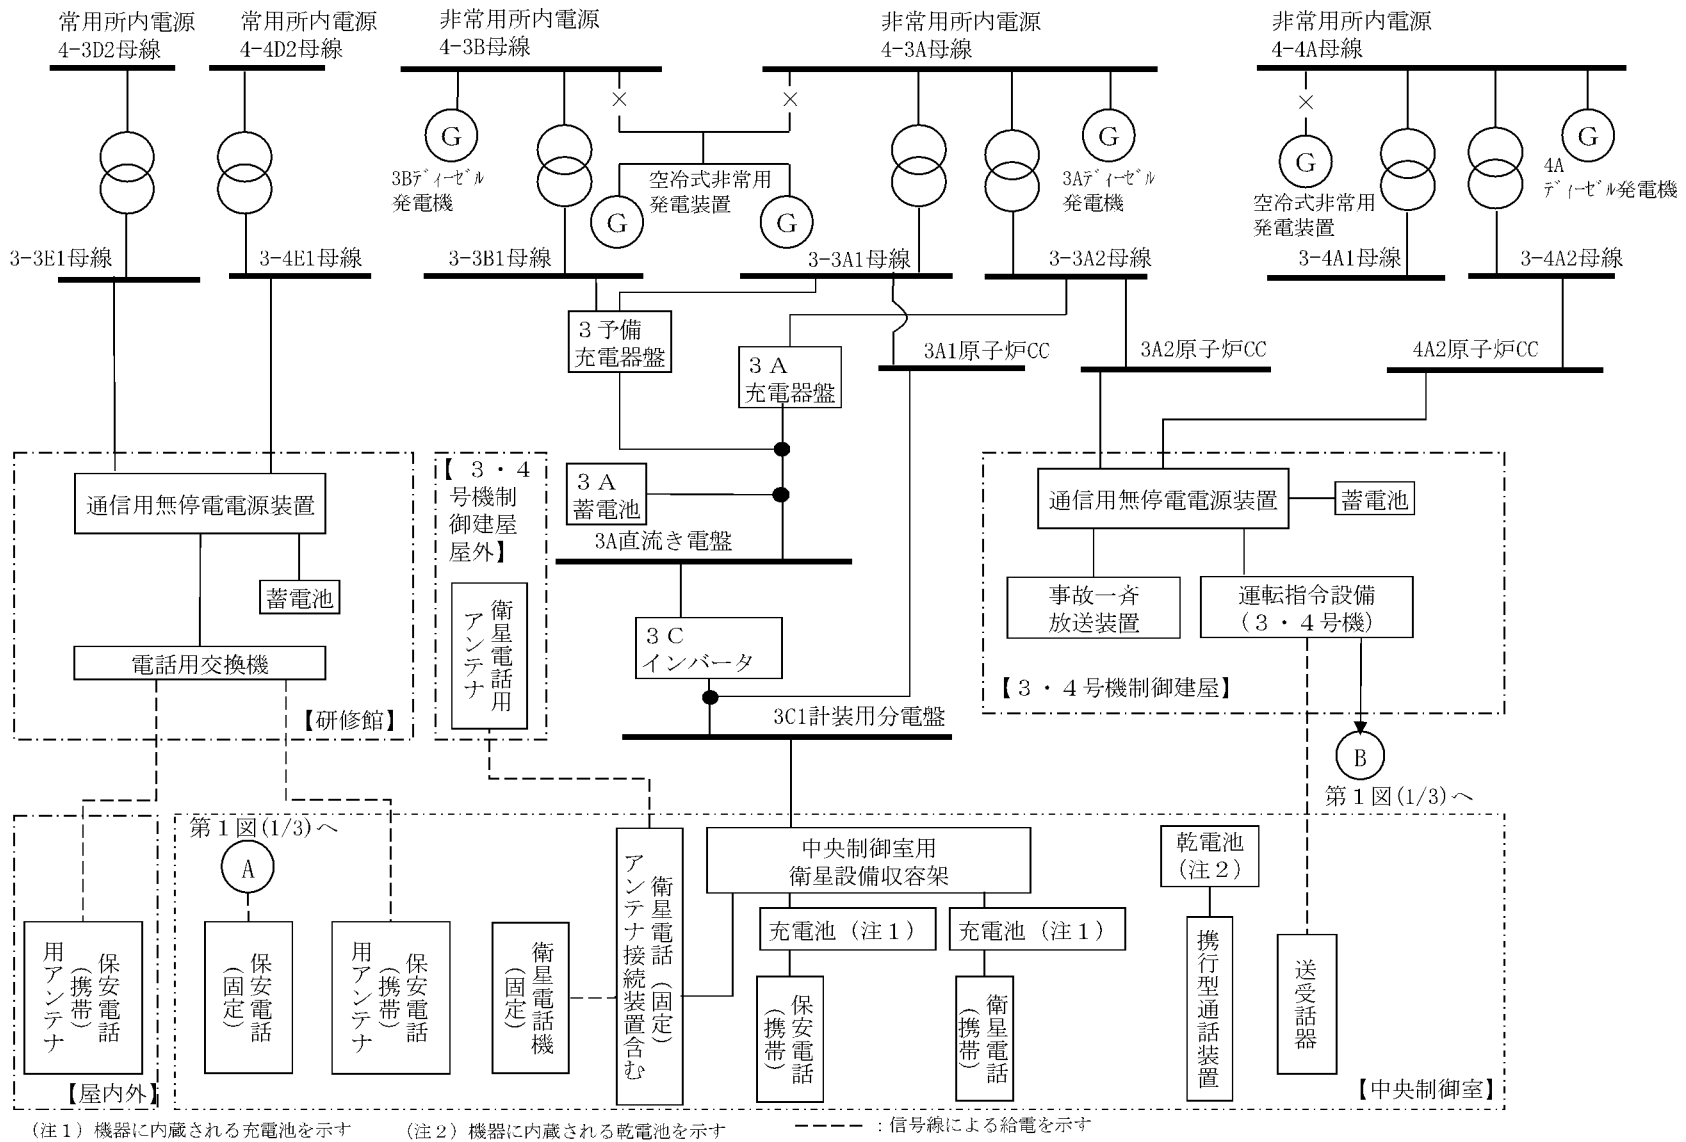 常用所内電源
4-3D2母線
常用所内電源
4-4D2母線
非常用所内電源
4-3B母線
非常用所内電源
4-3A母線
非常用所内電源
4-4A母線
×
×
×
G
G
G
G
G
G
3Bﾃﾞｨｰｾﾞﾙ
発電機
空冷式非常用
発電装置
G
G
3Aﾃﾞｨｰｾﾞﾙ
発電機
空冷式非常用
発電装置
4A
ﾃﾞｨｰｾﾞﾙ発電機
3-3E1母線
3-4E1母線
3-3B1母線
3-3A1母線
3-3A2母線
3-4A1母線
3-4A2母線
３予備
充電器盤
３Ａ
充電器盤
3A1原子炉CC
3A2原子炉CC
4A2原子炉CC
通信用無停電電源装置
蓄電池
電話用交換機
【研修館】
【３・４
号機制
御建屋
屋外】
衛星電話用
アンテナ
３Ａ
蓄電池
3A直流き電盤
３Ｃ
インバータ
3C1計装用分電盤
通信用無停電電源装置
蓄電池
事故一斉
放送装置
運転指令設備
(３・４号機)
【３・４号機制御建屋】
B
第１図(1/3)へ
第１図(1/3)へ
A
保安電話
(携帯)
用アンテナ
【屋内外】
保安電話
(固定)
保安電話
(携帯)
用アンテナ
衛星電話機
(固定)
衛星電話(固定)
アンテナ接続装置含む
中央制御室用
衛星設備収容架
充電池（注１）
充電池（注１）
保安電話
(携帯)
衛星電話
(携帯)
乾電池
(注２)
携行型通話装置
送受話器
【中央制御室】
(注１) 機器に内蔵される充電池を示す
(注２) 機器に内蔵される乾電池を示す
：信号線による給電を示す